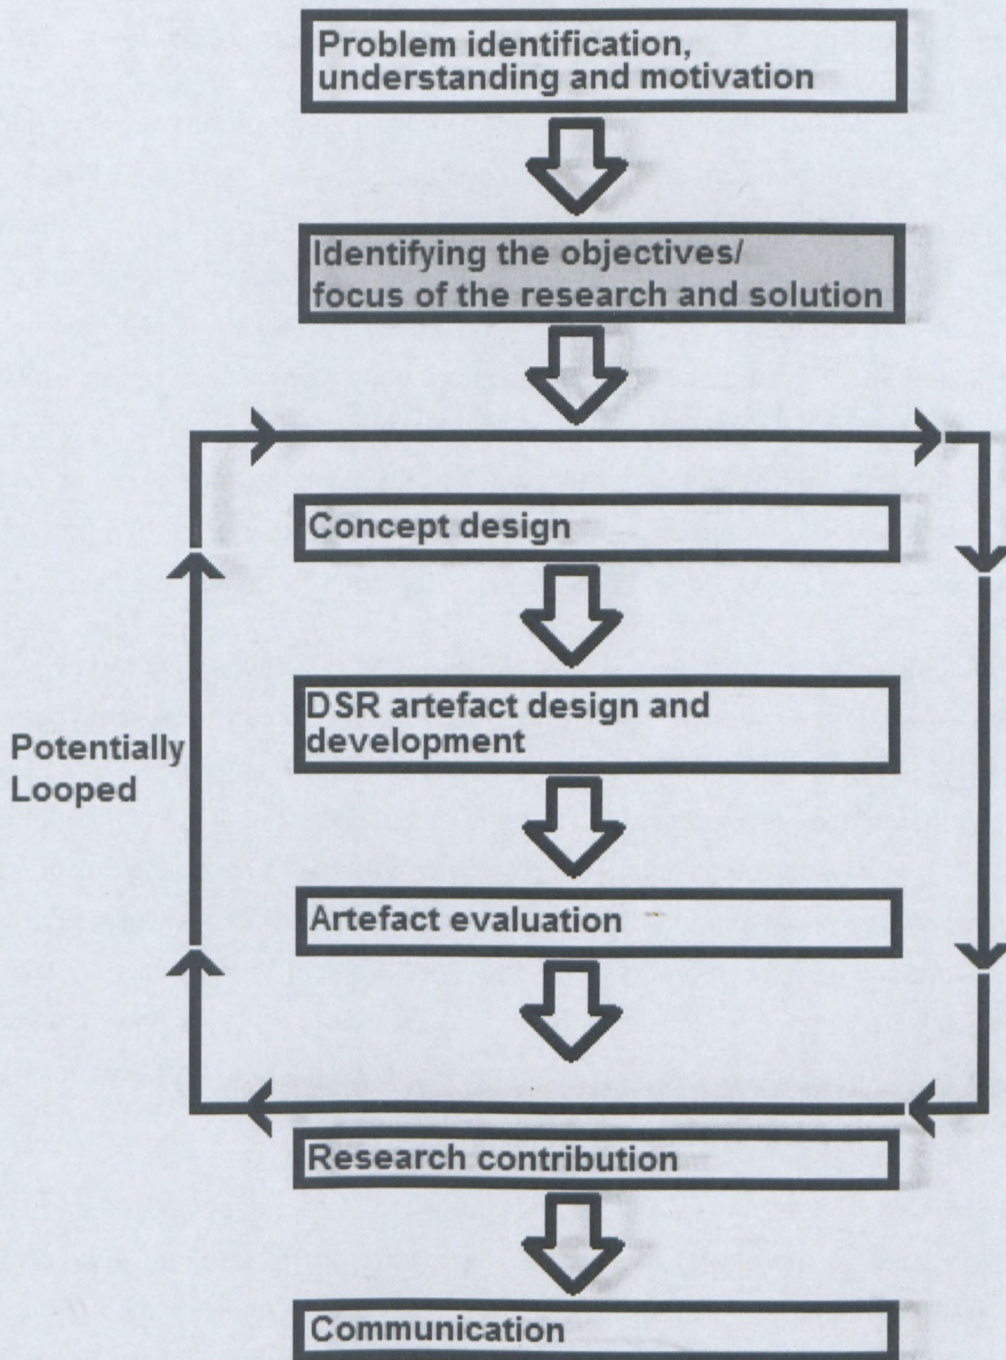 Problem identification,
understanding and motivation
Identifying the objectives/
focus of the research and solution
Concept design
DSR artefact design and
development
Potentially
Looped
Artefact evaluation
Research contribution
Communication